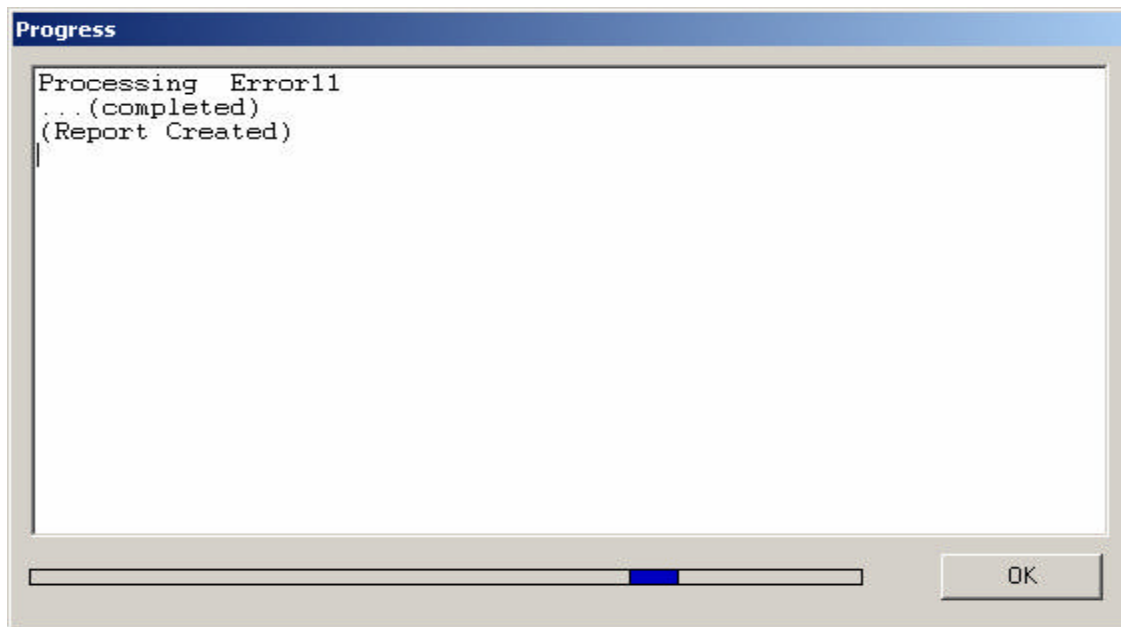 Progress
Processing  Error11
...(completed)
(Report Created)
OK